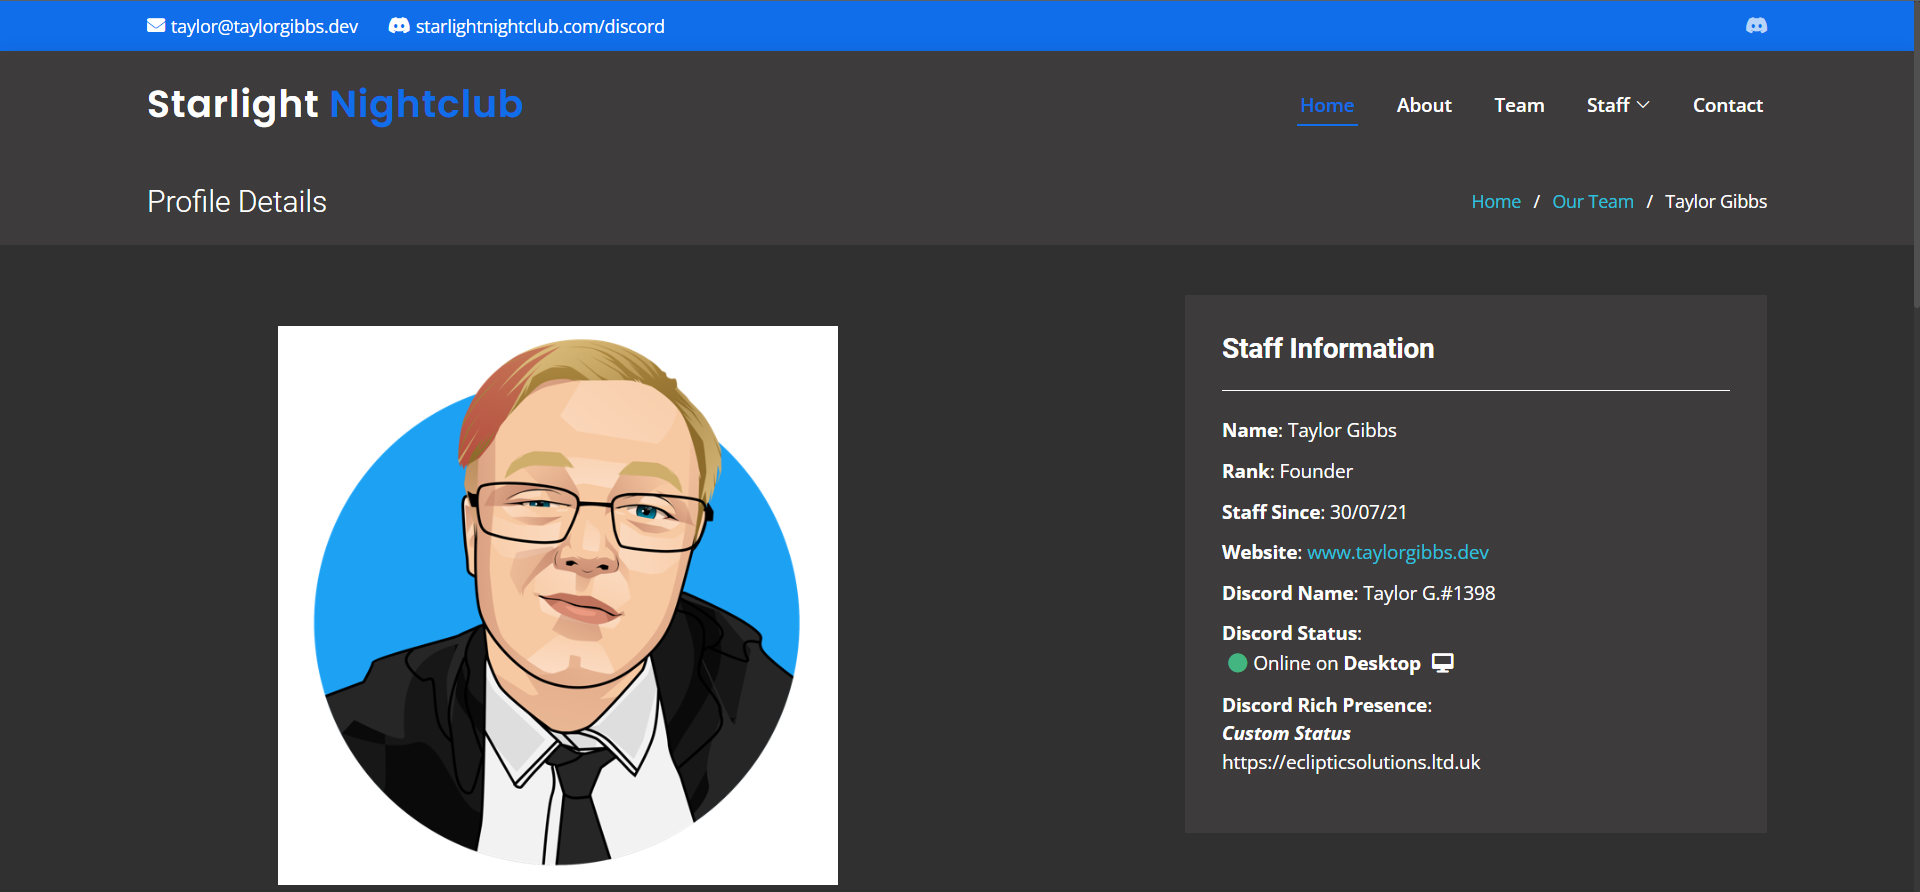 taylor@taylorgibbs.dev starlightnightclub.com/discord
Starlight Nightclub
Home About Team Staff Contact
Profile Details
Home / Our Team / Taylor Gibbs
Staff Information
Name: Taylor Gibbs
Rank: Founder
Staff Since: 30/07/21
Website: www.taylorgibbs.dev
Discord Name: Taylor G.#1398
Discord Status:
Online on Desktop
Discord Rich Presence:
Custom Status
https://eclipticsolutions.ltd.uk